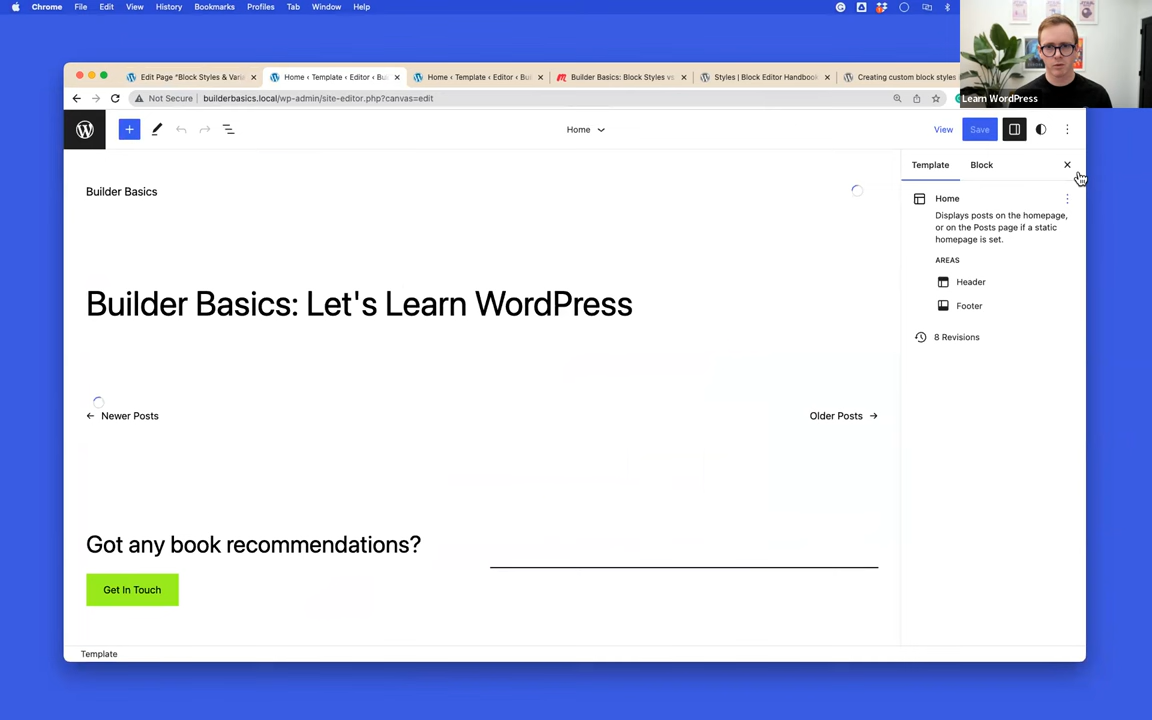 Chrome File Edit View History Bookmarks Profiles Tab Window Help
Learn WordPress
Edit Page "Block Styles & Varia
Home < Template < Editor < Bui
Home < Template < Editor < Bui
Builder Basics: Block Styles vs.
Styles | Block Editor Handbook
Creating custom block styles
Not Secure
builderbasics.local/wp-admin/site-editor.php?canvas=edit
Home
View
Save
Template
Block
Builder Basics
Home
Displays posts on the homepage,
or on the Posts page if a static
homepage is set.
AREAS
Header
Footer
8 Revisions
Builder Basics: Let's Learn WordPress
Newer Posts
Older Posts
Got any book recommendations?
Get In Touch
Template